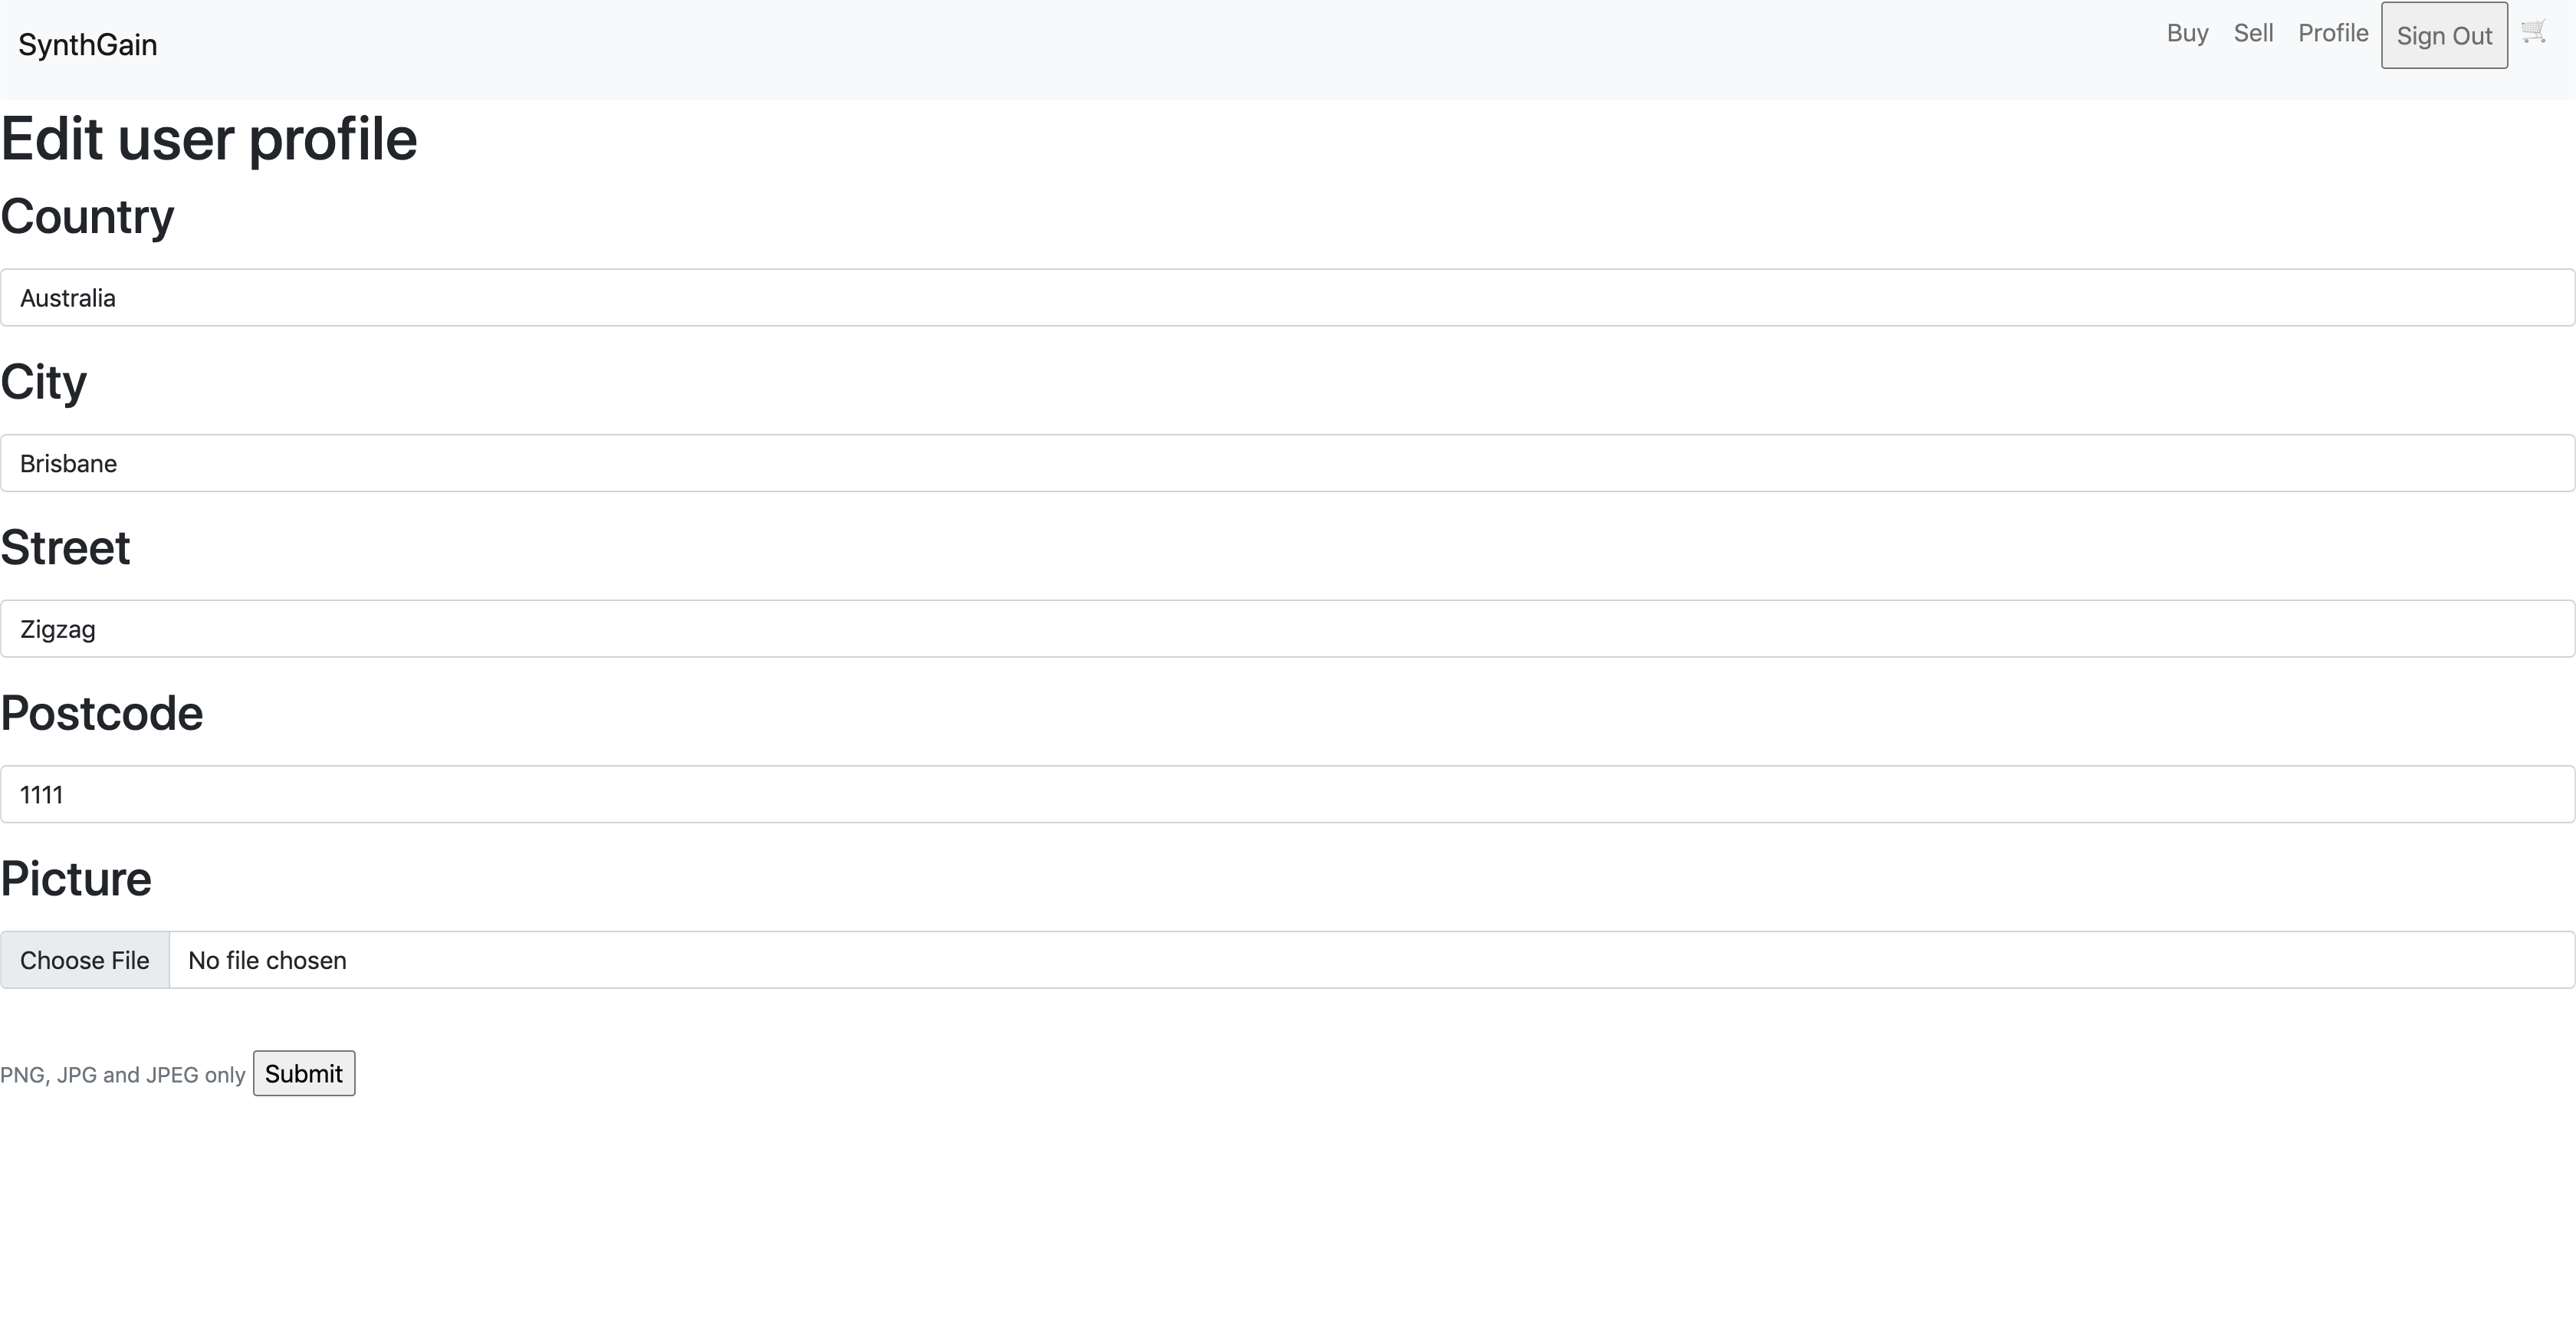 SynthGain
Buy Sell Profile Sign Out
Edit user profile
Country
Australia
City
Brisbane
Street
Zigzag
Postcode
1111
Picture
Choose File No file chosen
PNG, JPG and JPEG only Submit